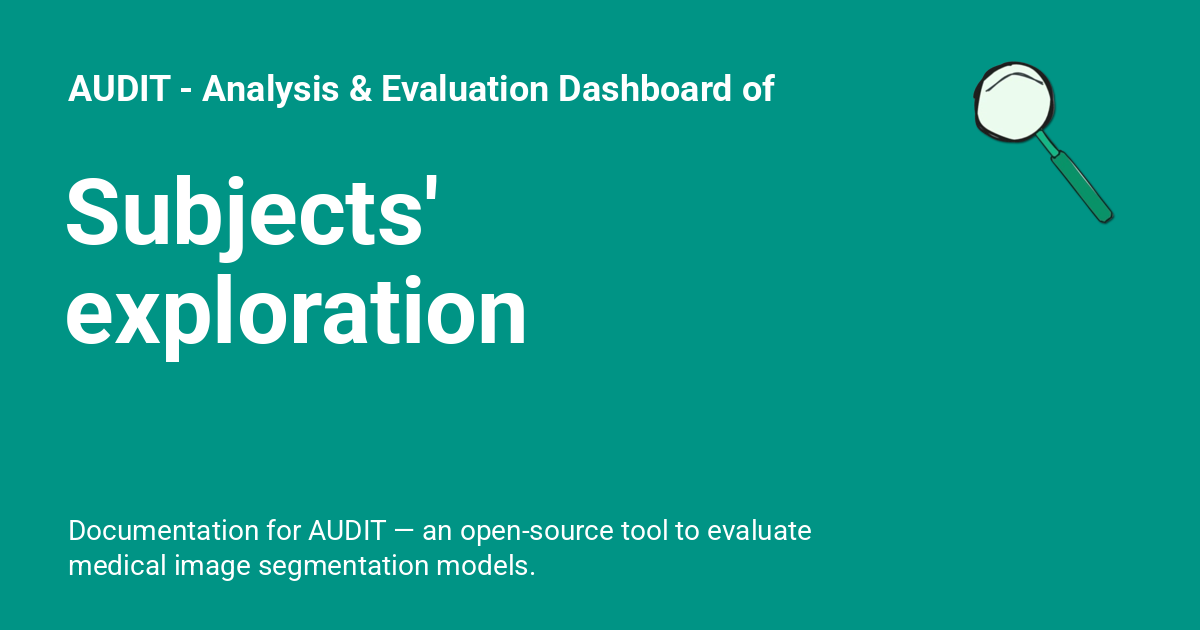 AUDIT - Analysis & Evaluation Dashboard of
Subjects'
exploration
Documentation for AUDIT — an open-source tool to evaluate
medical image segmentation models.